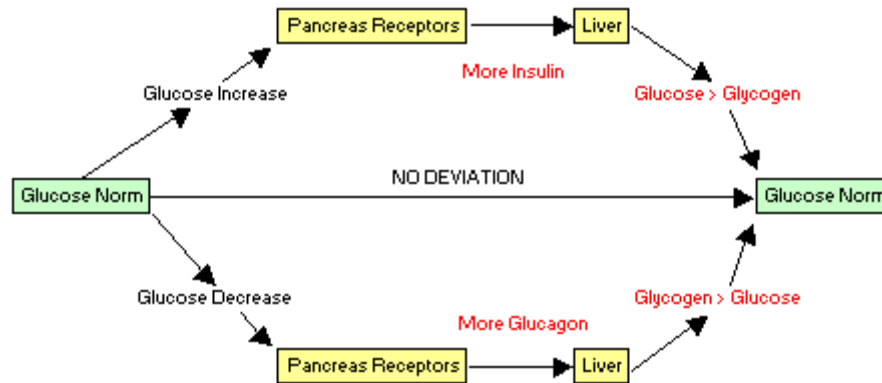 Pancreas Receptors
Liver
More Insulin
Glucose Increase
Glucose > Glycogen
NO DEVIATION
Glucose Norm
Glucose Norm
Glucose Decrease
Glycogen > Glucose
More Glucagon
Pancreas Receptors
Liver